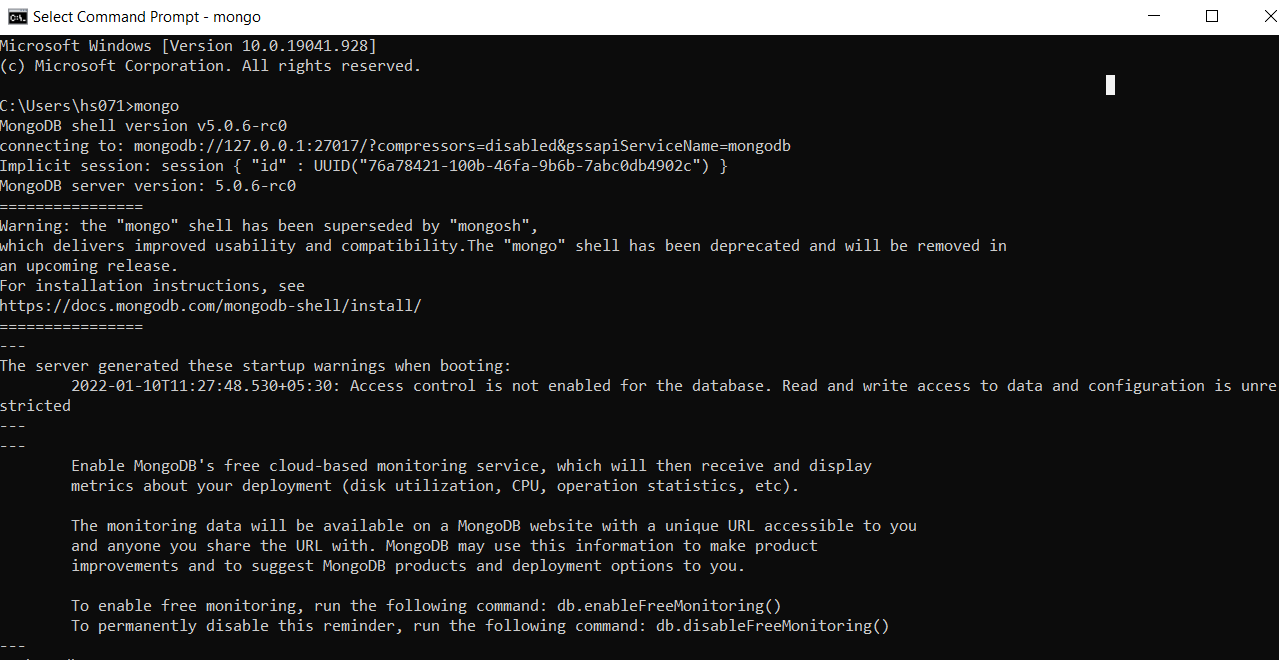 Select Command Prompt - mongo
Microsoft Windows [Version 10.0.19041.928]
(c) Microsoft Corporation. All rights reserved.
C:\Users\hs071>mongo
MongoDB shell version v5.0.6-rc0
connecting to: mongodb://127.0.0.1:27017/?compressors=disabled&gssapiServiceName=mongodb
Implicit session: session { "id" : UUID("76a78421-100b-46fa-9b6b-7abc0db4902c") }
MongoDB server version: 5.0.6-rc0
================
Warning: the "mongo" shell has been superseded by "mongosh",
which delivers improved usability and compatibility.The "mongo" shell has been deprecated and will be removed in
an upcoming release.
For installation instructions, see
https://docs.mongodb.com/mongodb-shell/install/
================
---
The server generated these startup warnings when booting:
        2022-01-10T11:27:48.530+05:30: Access control is not enabled for the database. Read and write access to data and configuration is unre
stricted
---
---
        Enable MongoDB's free cloud-based monitoring service, which will then receive and display
        metrics about your deployment (disk utilization, CPU, operation statistics, etc).
        The monitoring data will be available on a MongoDB website with a unique URL accessible to you
        and anyone you share the URL with. MongoDB may use this information to make product
        improvements and to suggest MongoDB products and deployment options to you.
        To enable free monitoring, run the following command: db.enableFreeMonitoring()
        To permanently disable this reminder, run the following command: db.disableFreeMonitoring()
---